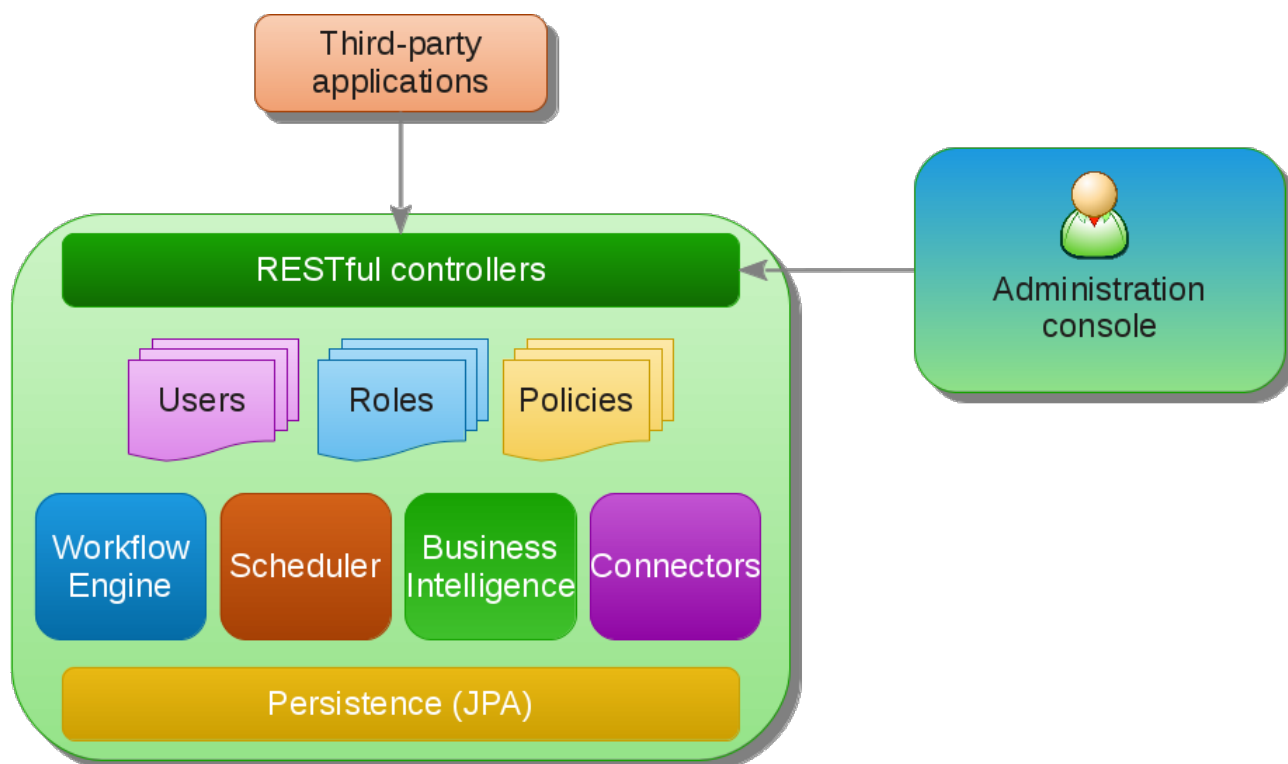 Third-party
applications
RESTful controllers
Administration
console
Users
Roles
Policies
Workflow
Engine
Scheduler
Business
Intelligence
Connectors
Persistence (JPA)